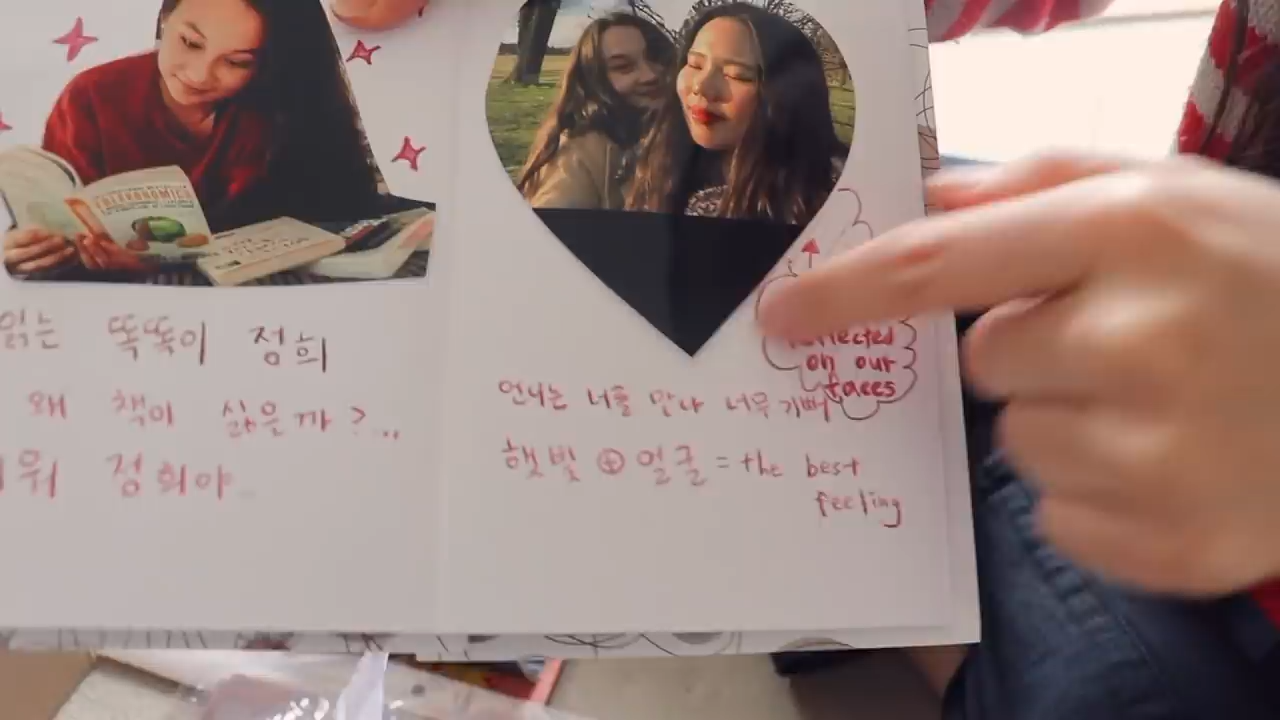 읽는 똑똑이 정희
왜 책이 싫은까?...
정희야..
FREAKONOMICS
reflected
on our
faces
언니는 너를 만나 너무 기뻐
햇빛 ⊕ 얼굴 = the best
feeling